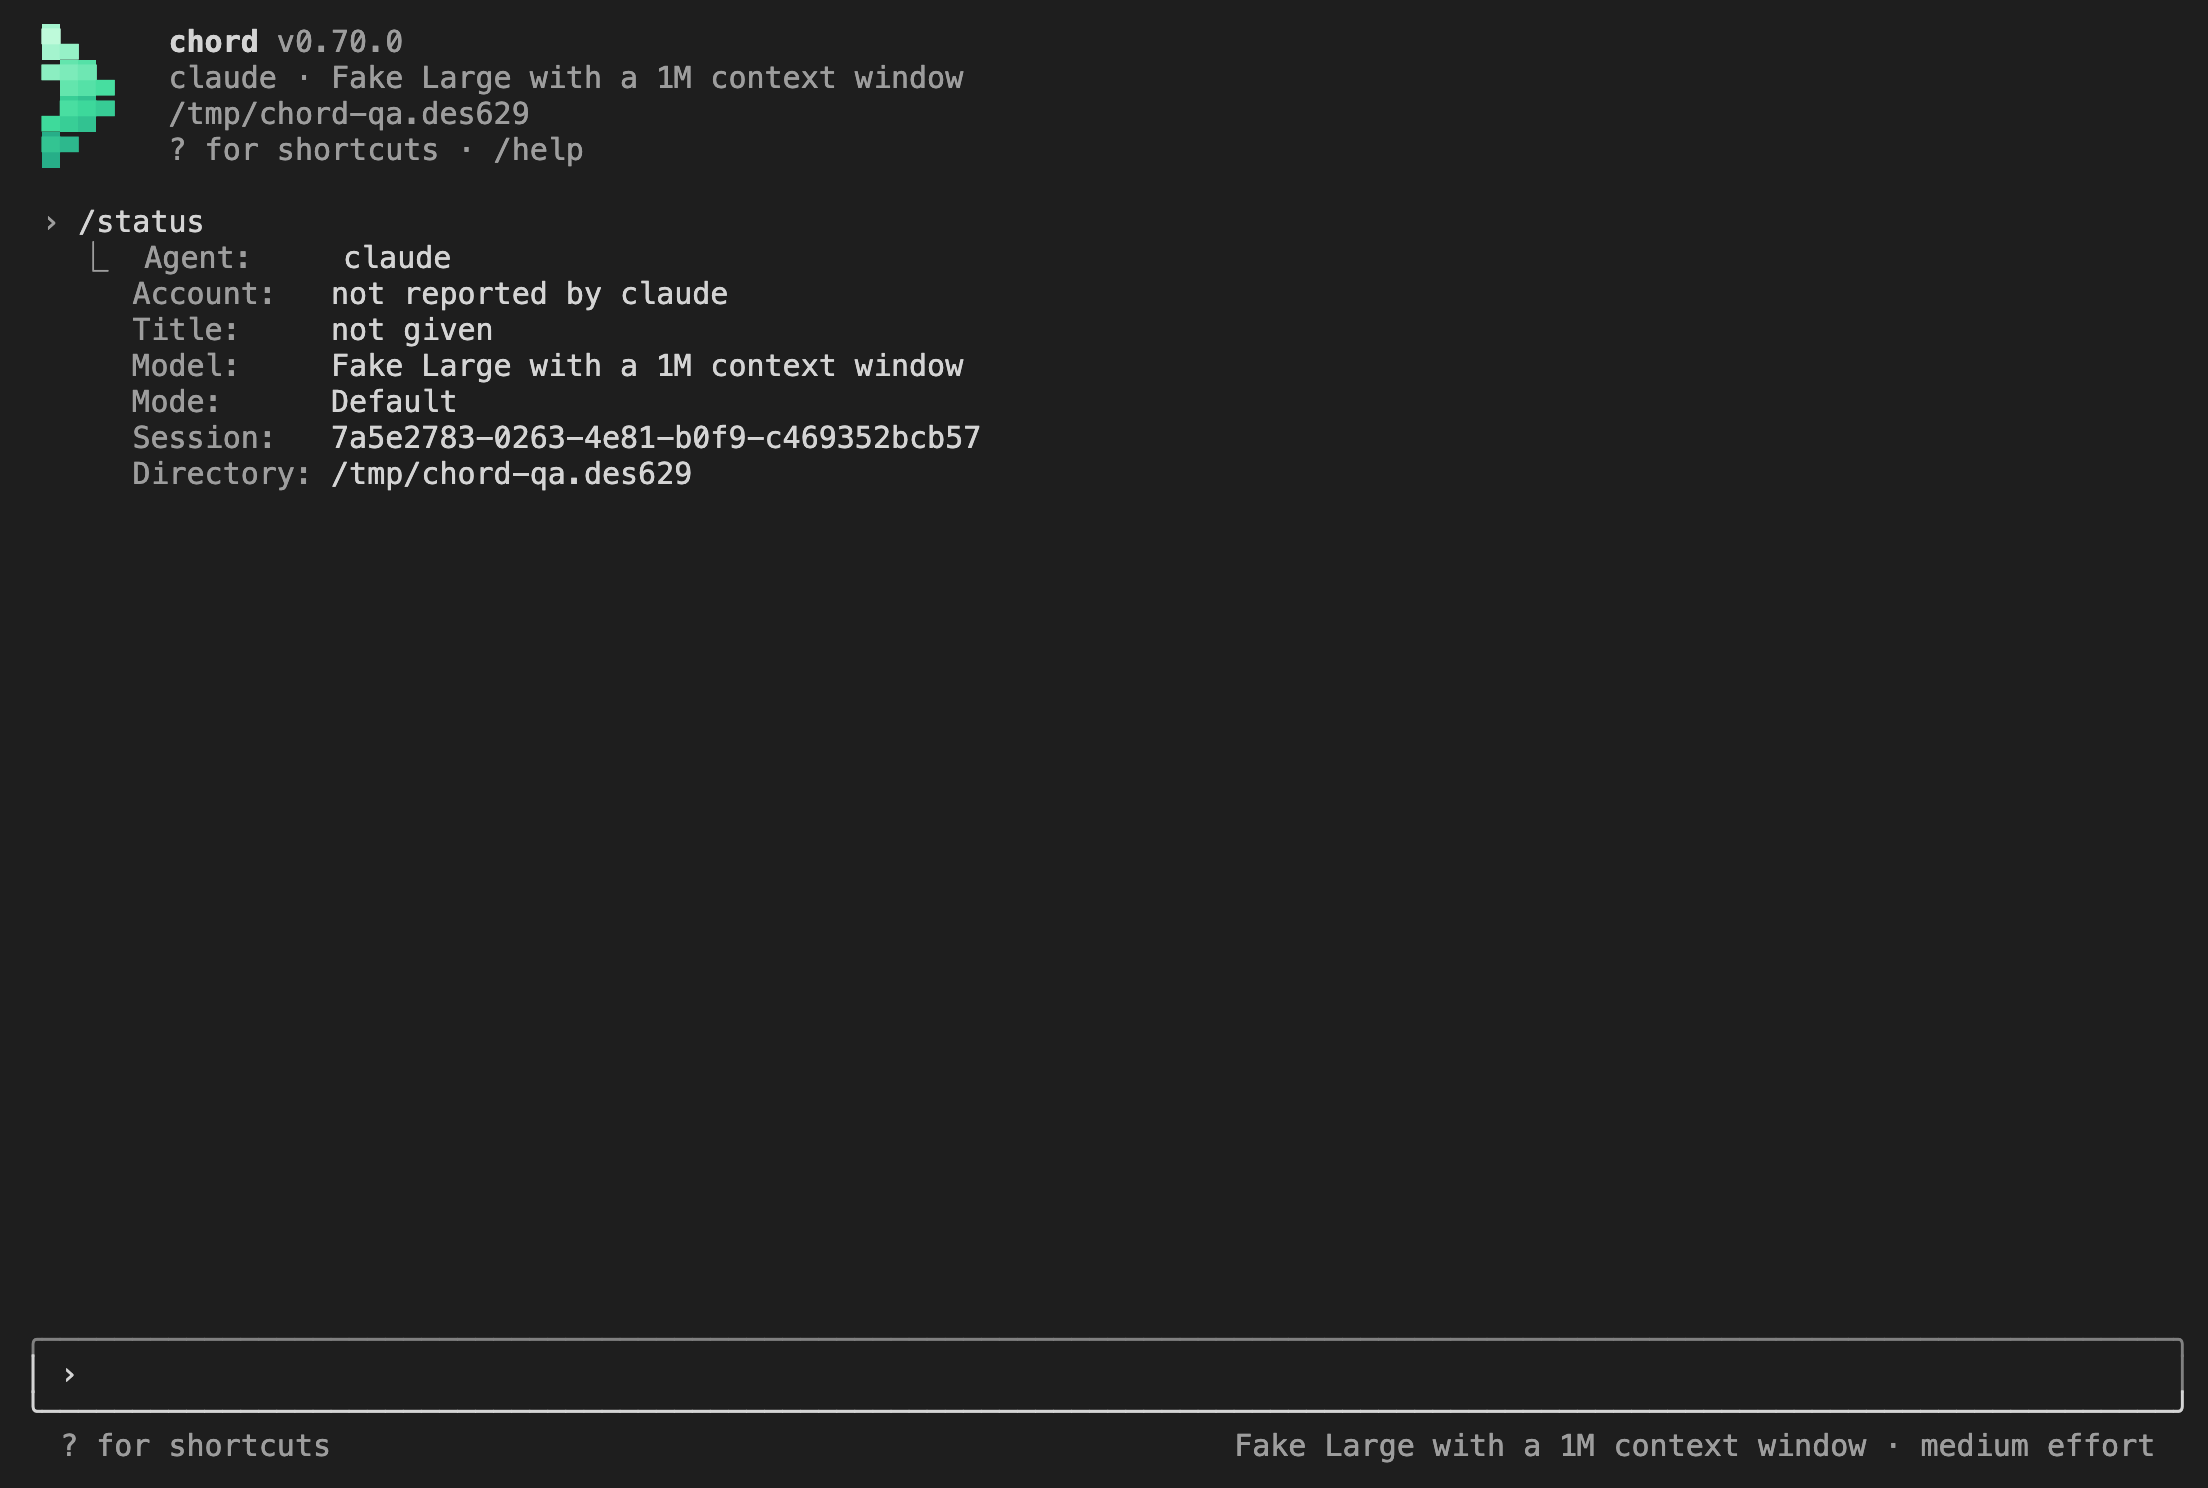 chord v0.70.0
claude · Fake Large with a 1M context window
/tmp/chord-qa.des629
? for shortcuts · /help
› /status
⎿  Agent:     claude
Account:   not reported by claude
Title:     not given
Model:     Fake Large with a 1M context window
Mode:      Default
Session:   7a5e2783-0263-4e81-b0f9-c469352bcb57
Directory: /tmp/chord-qa.des629
›
? for shortcuts
Fake Large with a 1M context window · medium effort